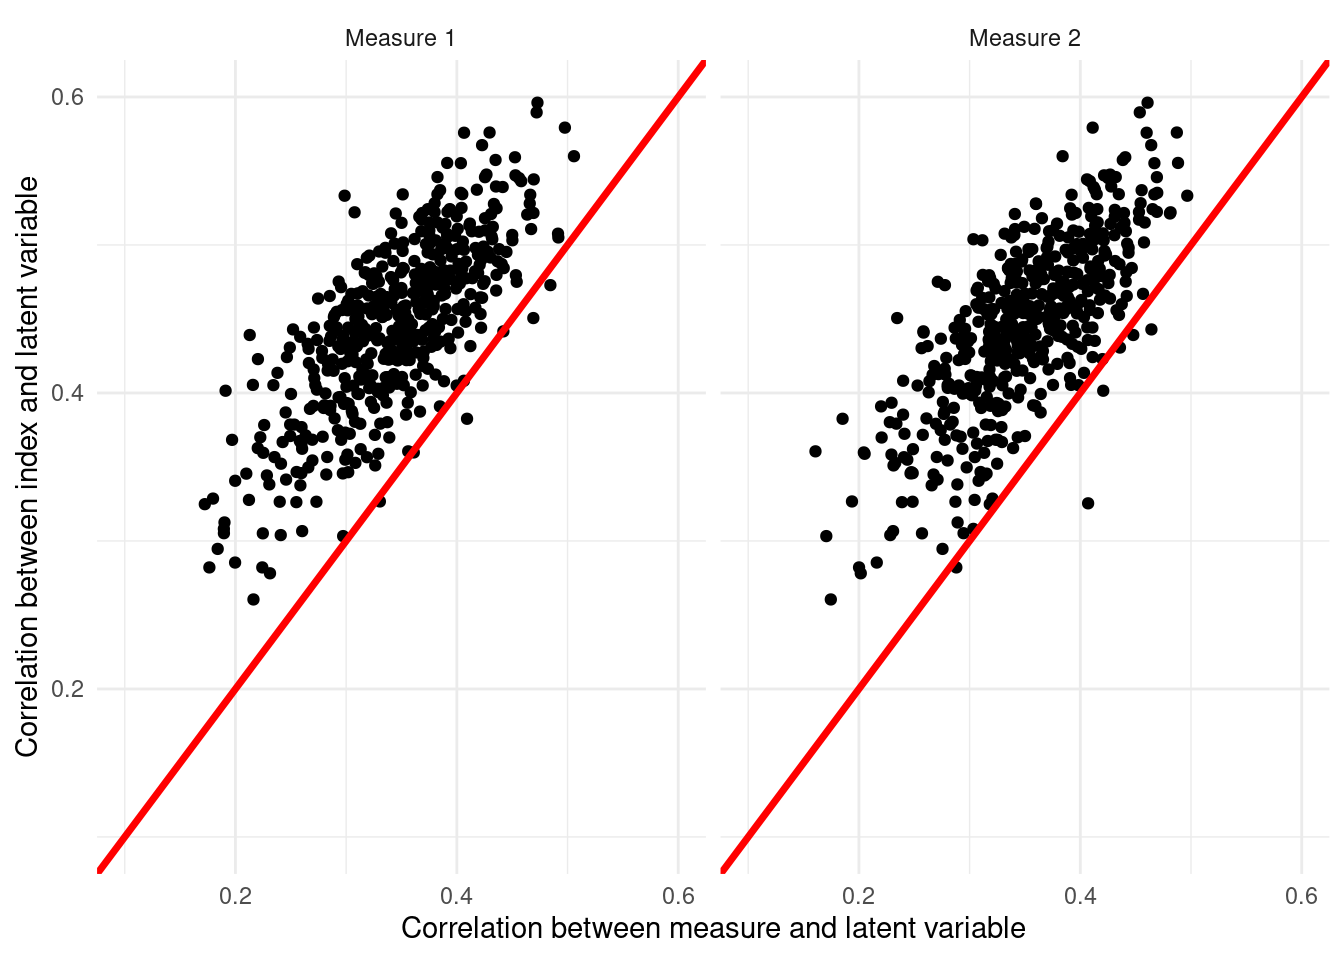 Measure 1
Measure 2
Correlation between index and latent variable
0.6
0.4
0.2
0.2
0.4
0.6
0.2
0.4
0.6
Correlation between measure and latent variable